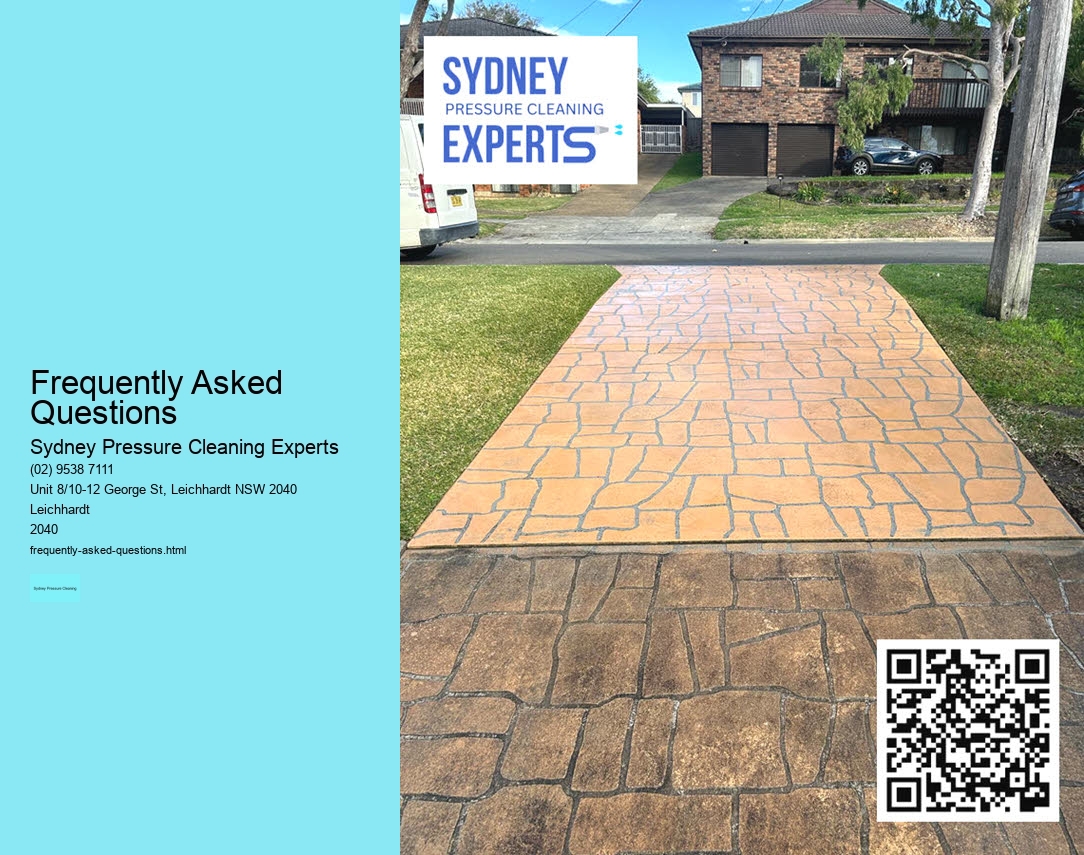 Frequently Asked
Questions
Sydney Pressure Cleaning Experts
(02) 9538 7111
Unit 8/10-12 George St, Leichhardt NSW 2040
Leichhardt
2040
frequently-asked-questions.html
Sydney Pressure Cleaning
SYDNEY
PRESSURE CLEANING
EXPERTS